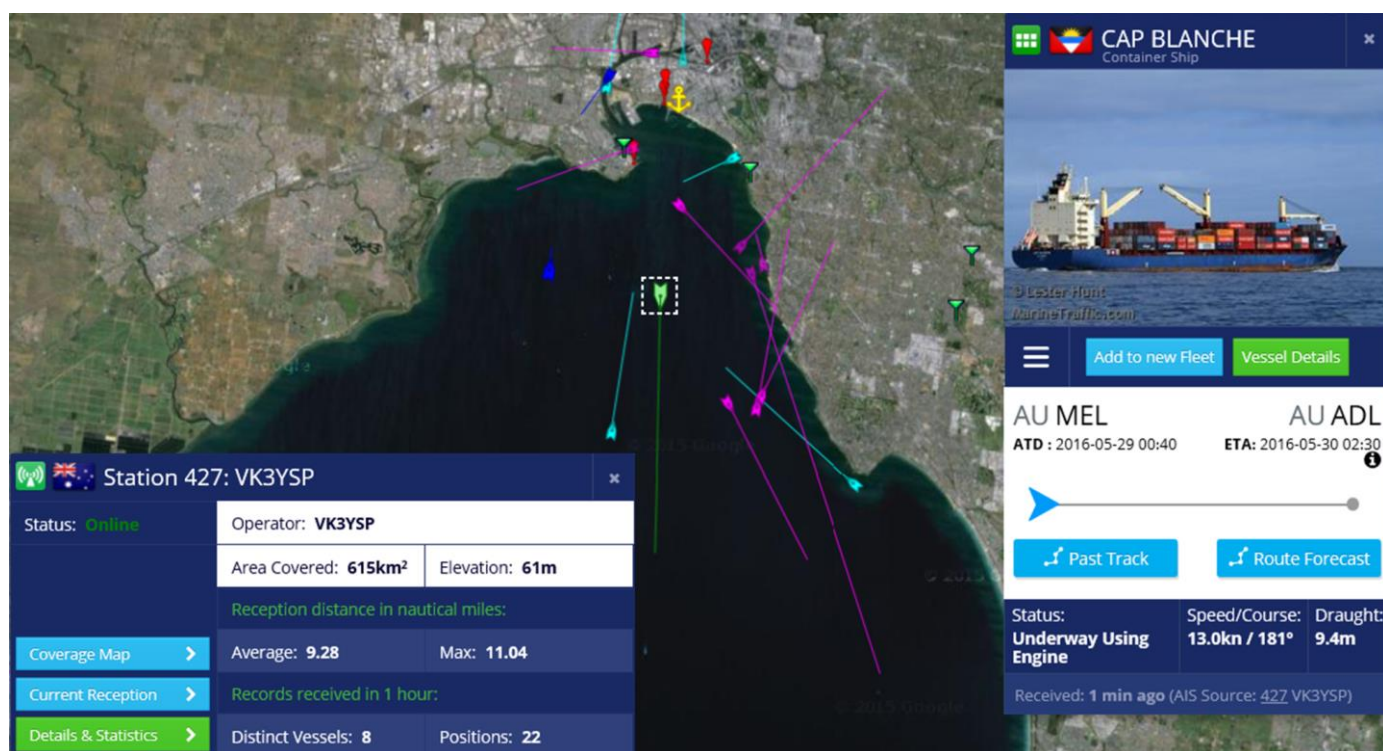 CAP BLANCHE
Container Ship
© Lester Hunt
MarineTraffic.com
Add to new Fleet
Vessel Details
AU MEL
AU ADL
ATD : 2016-05-29 00:40
ETA: 2016-05-30 02:30
Past Track
Route Forecast
Status:
Speed/Course:
Draught:
Underway Using
13.0kn / 181°
9.4m
Engine
Received: 1 min ago (AIS Source: 427 VK3YSP)
Google
© 2015 Google
© 2015 G
© 2015 Google
Station 427: VK3YSP
Status: Online
Operator: VK3YSP
Area Covered: 615km²
Elevation: 61m
Reception distance in nautical miles:
Coverage Map
Average: 9.28
Max: 11.04
Current Reception
Records received in 1 hour:
Details & Statistics
Distinct Vessels: 8
Positions: 22